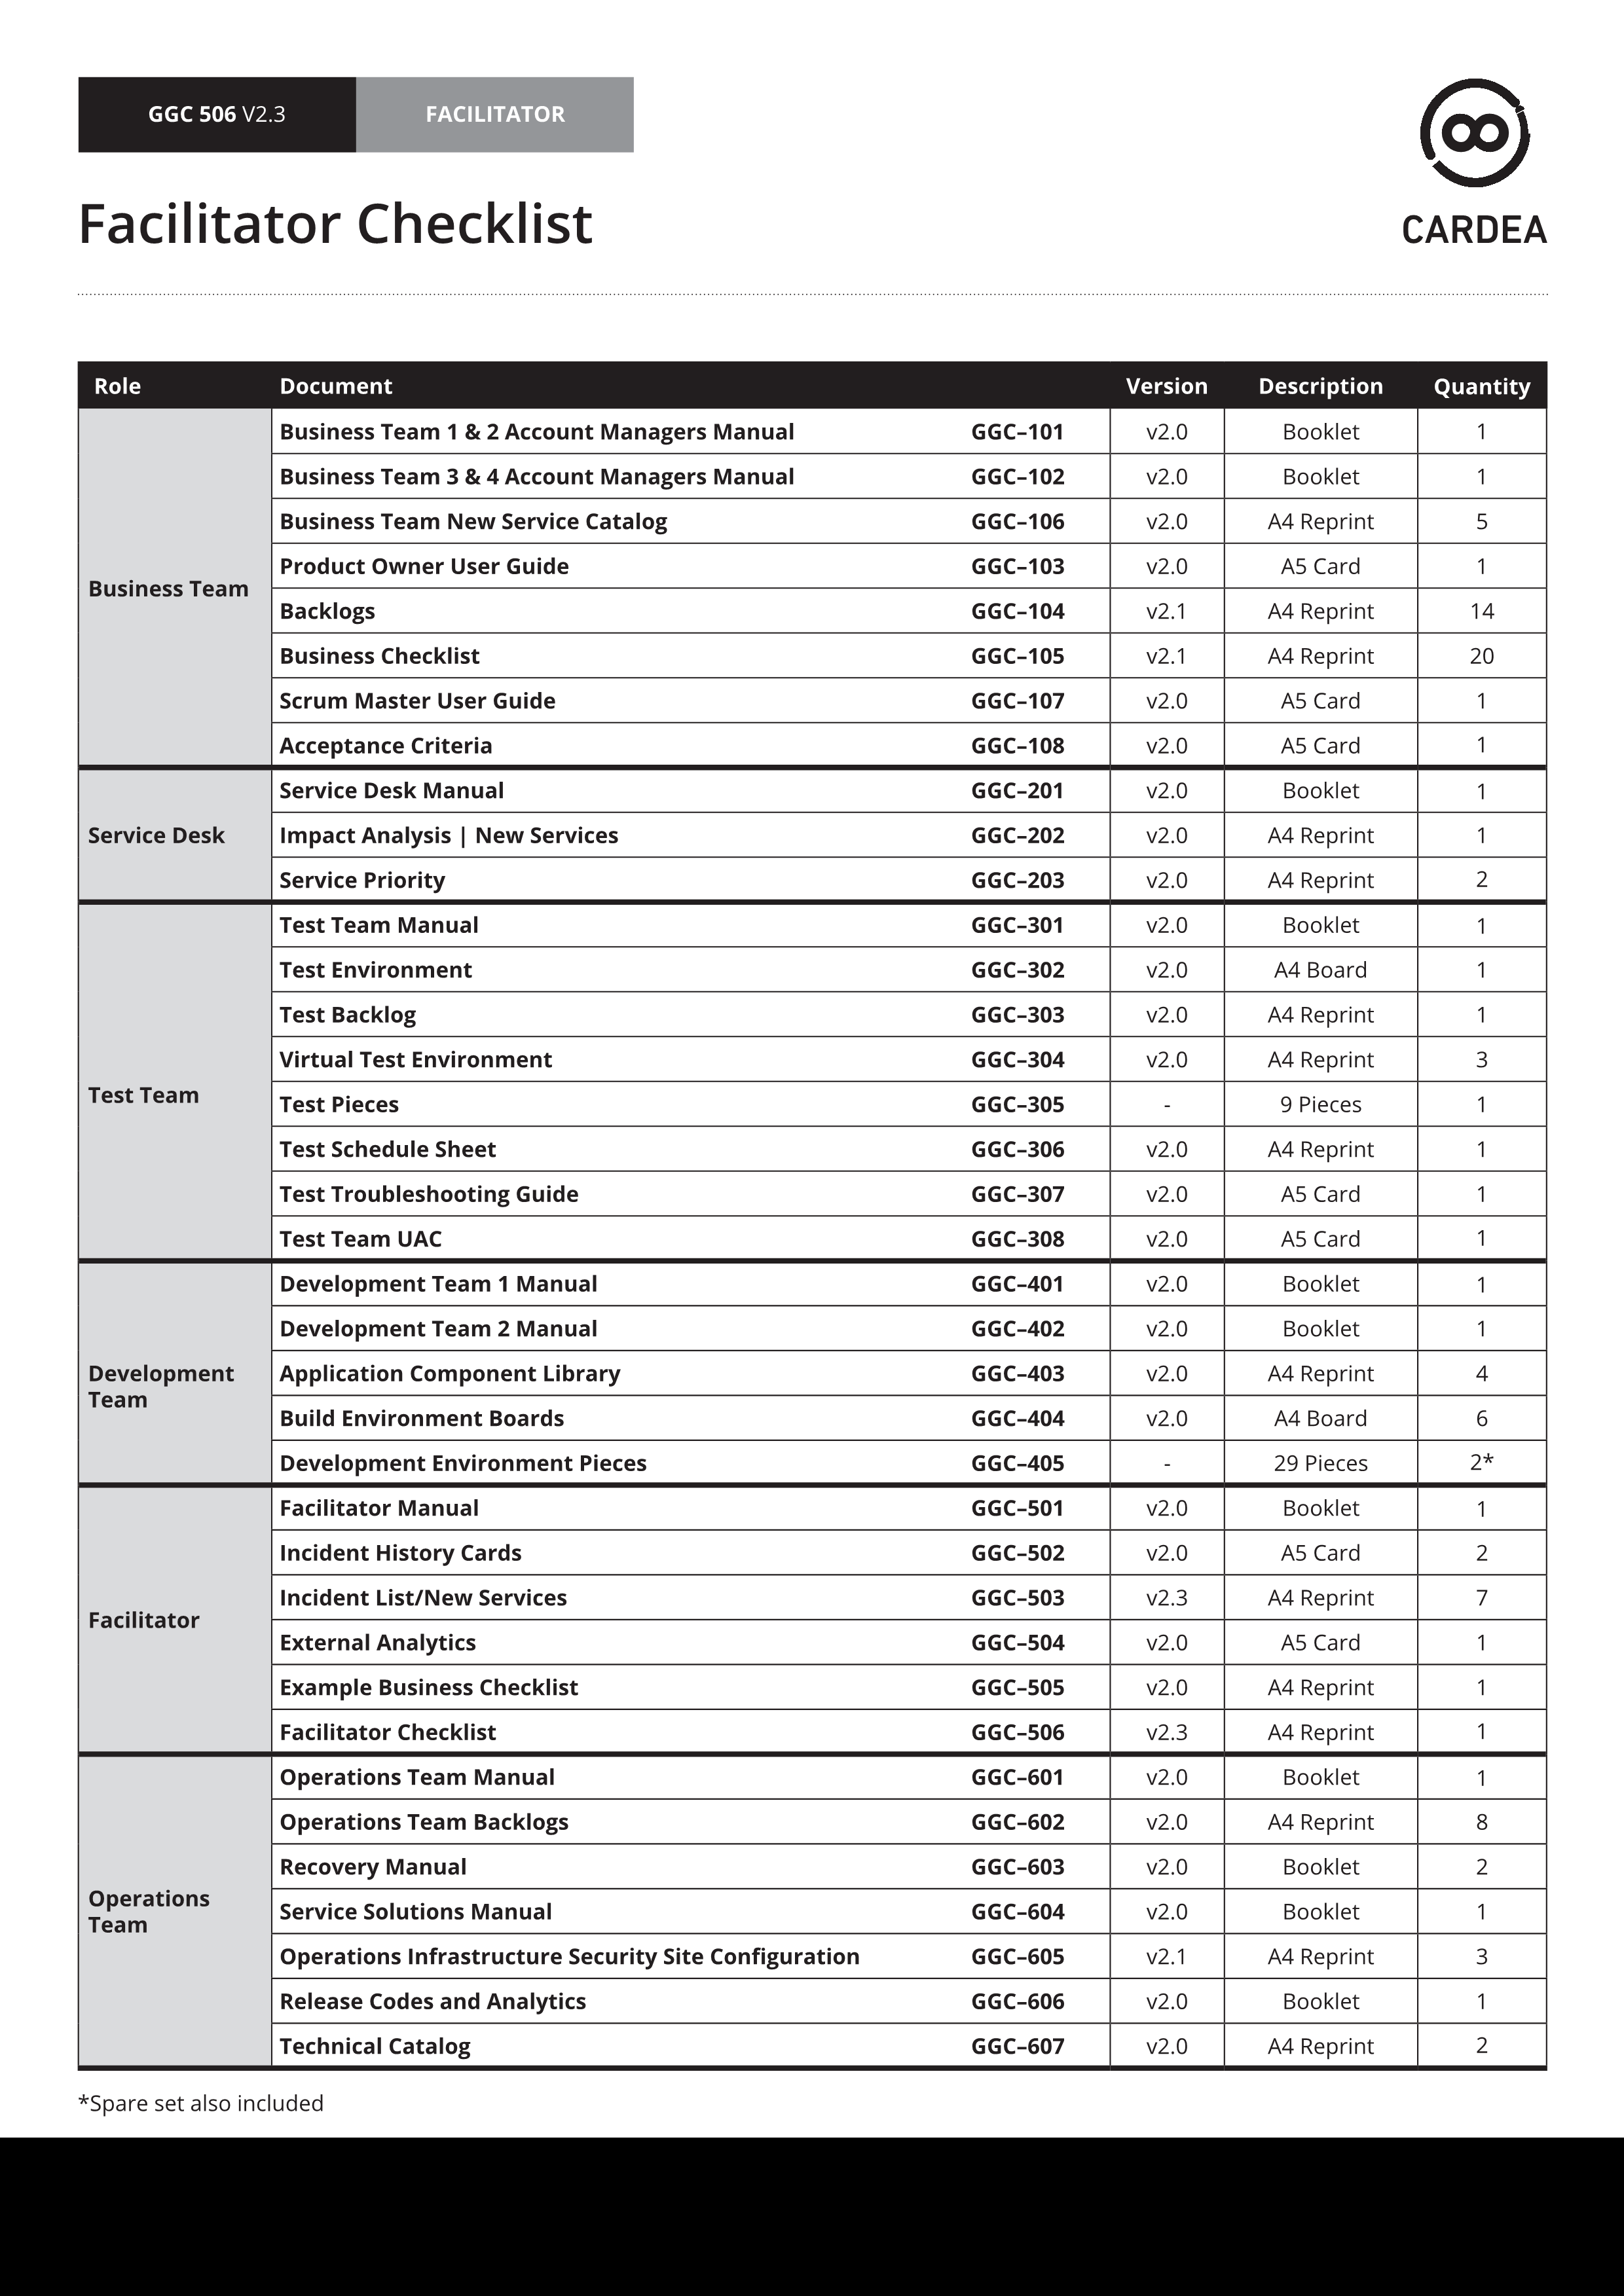 GGC 506 V2.3
FACILITATOR
CARDEA
Facilitator Checklist
Role Document Version Description Quantity
Business Team
Business Team 1 & 2 Account Managers Manual GGC–101 v2.0 Booklet 1
Business Team 3 & 4 Account Managers Manual GGC–102 v2.0 Booklet 1
Business Team New Service Catalog GGC–106 v2.0 A4 Reprint 5
Product Owner User Guide GGC–103 v2.0 A5 Card 1
Backlogs GGC–104 v2.1 A4 Reprint 14
Business Checklist GGC–105 v2.1 A4 Reprint 20
Scrum Master User Guide GGC–107 v2.0 A5 Card 1
Acceptance Criteria GGC–108 v2.0 A5 Card 1
Service Desk
Service Desk Manual GGC–201 v2.0 Booklet 1
Impact Analysis | New Services GGC–202 v2.0 A4 Reprint 1
Service Priority GGC–203 v2.0 A4 Reprint 2
Test Team
Test Team Manual GGC–301 v2.0 Booklet 1
Test Environment GGC–302 v2.0 A4 Board 1
Test Backlog GGC–303 v2.0 A4 Reprint 1
Virtual Test Environment GGC–304 v2.0 A4 Reprint 3
Test Pieces GGC–305 - 9 Pieces 1
Test Schedule Sheet GGC–306 v2.0 A4 Reprint 1
Test Troubleshooting Guide GGC–307 v2.0 A5 Card 1
Test Team UAC GGC–308 v2.0 A5 Card 1
Development
Team
Development Team 1 Manual GGC–401 v2.0 Booklet 1
Development Team 2 Manual GGC–402 v2.0 Booklet 1
Application Component Library GGC–403 v2.0 A4 Reprint 4
Build Environment Boards GGC–404 v2.0 A4 Board 6
Development Environment Pieces GGC–405 - 29 Pieces 2*
Facilitator
Facilitator Manual GGC–501 v2.0 Booklet 1
Incident History Cards GGC–502 v2.0 A5 Card 2
Incident List/New Services GGC–503 v2.3 A4 Reprint 7
External Analytics GGC–504 v2.0 A5 Card 1
Example Business Checklist GGC–505 v2.0 A4 Reprint 1
Facilitator Checklist GGC–506 v2.3 A4 Reprint 1
Operations
Team
Operations Team Manual GGC–601 v2.0 Booklet 1
Operations Team Backlogs GGC–602 v2.0 A4 Reprint 8
Recovery Manual GGC–603 v2.0 Booklet 2
Service Solutions Manual GGC–604 v2.0 Booklet 1
Operations Infrastructure Security Site Configuration GGC–605 v2.1 A4 Reprint 3
Release Codes and Analytics GGC–606 v2.0 Booklet 1
Technical Catalog GGC–607 v2.0 A4 Reprint 2
*Spare set also included